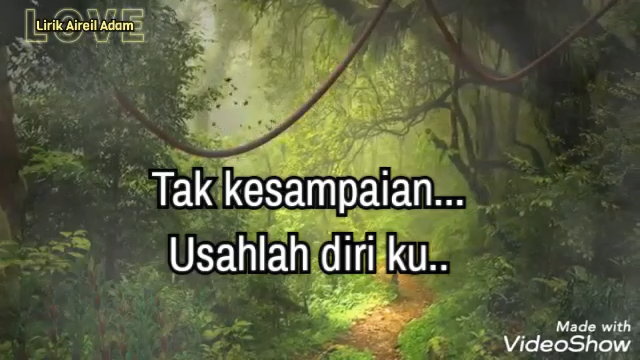 LOVE
Lirik Aireil Adam
Tak kesampaian...
Usahlah diri ku..
Made with
VideoShow